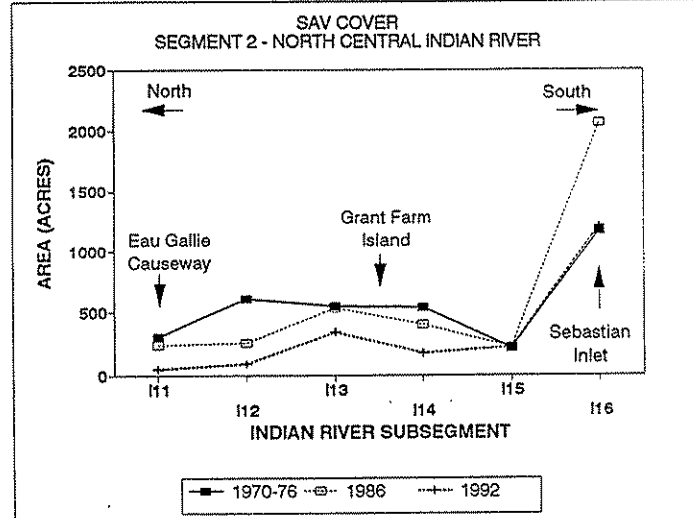 SAV COVER
SEGMENT 2 - NORTH CENTRAL INDIAN RIVER
2500
2000
1500
1000
500
0
AREA (ACRES)
North
South
Eau Gallie
Causeway
Grant Farm
Island
Sebastian
Inlet
I11
I12
I13
I14
I15
I16
INDIAN RIVER SUBSEGMENT
1970-76
1986
1992